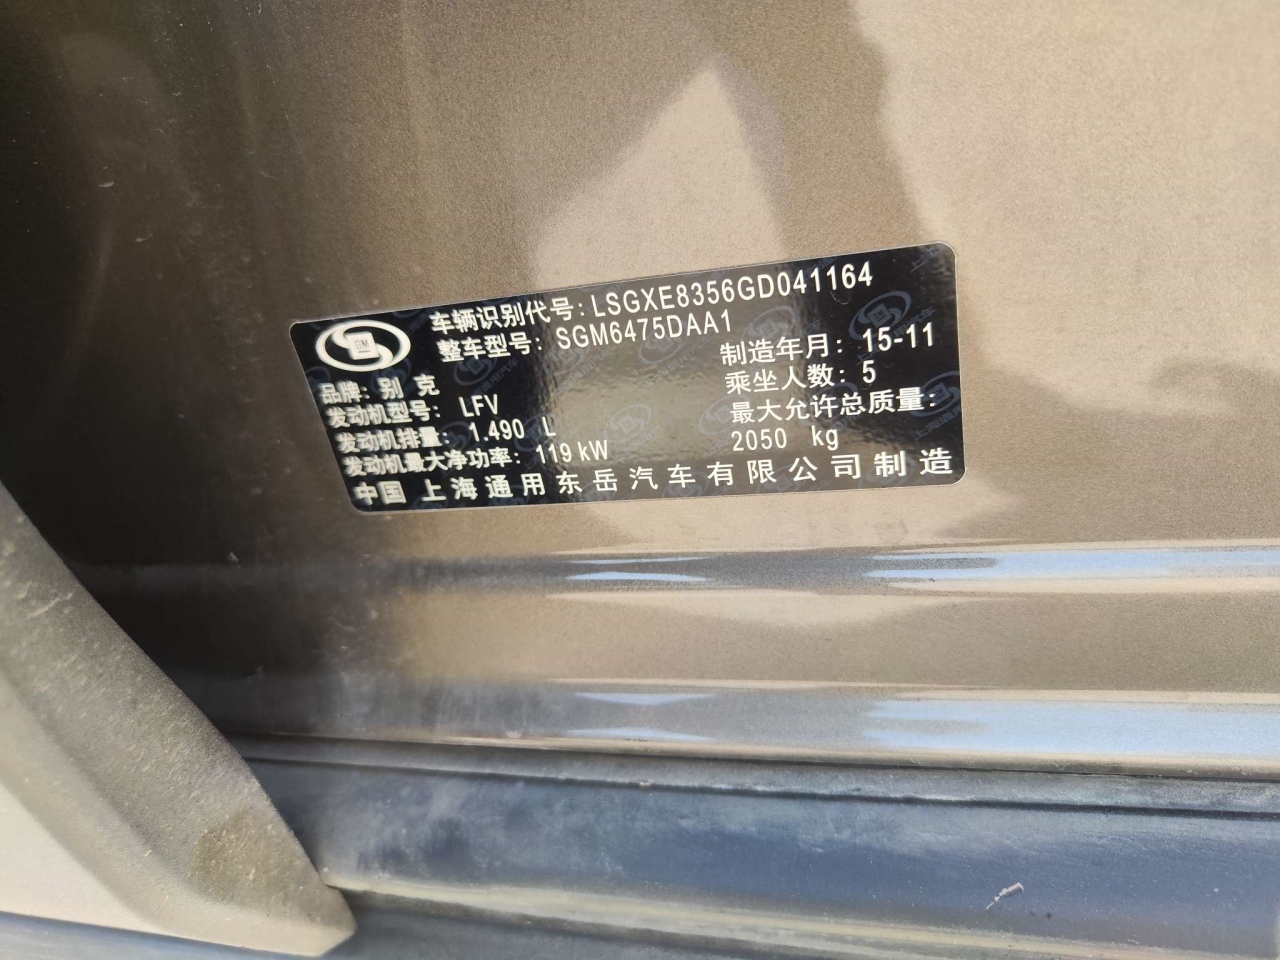 GM
车辆识别代号: LSGXE8356GD041164
整车型号: SGM6475DAA1
制造年月: 15-11
品牌: 别 克
乘坐人数: 5
发动机型号: LFV
最大允许总质量:
发动机排量: 1.490 L
2050 kg
发动机最大净功率: 119 kW
中国 上海通用东岳汽车有限公司制造